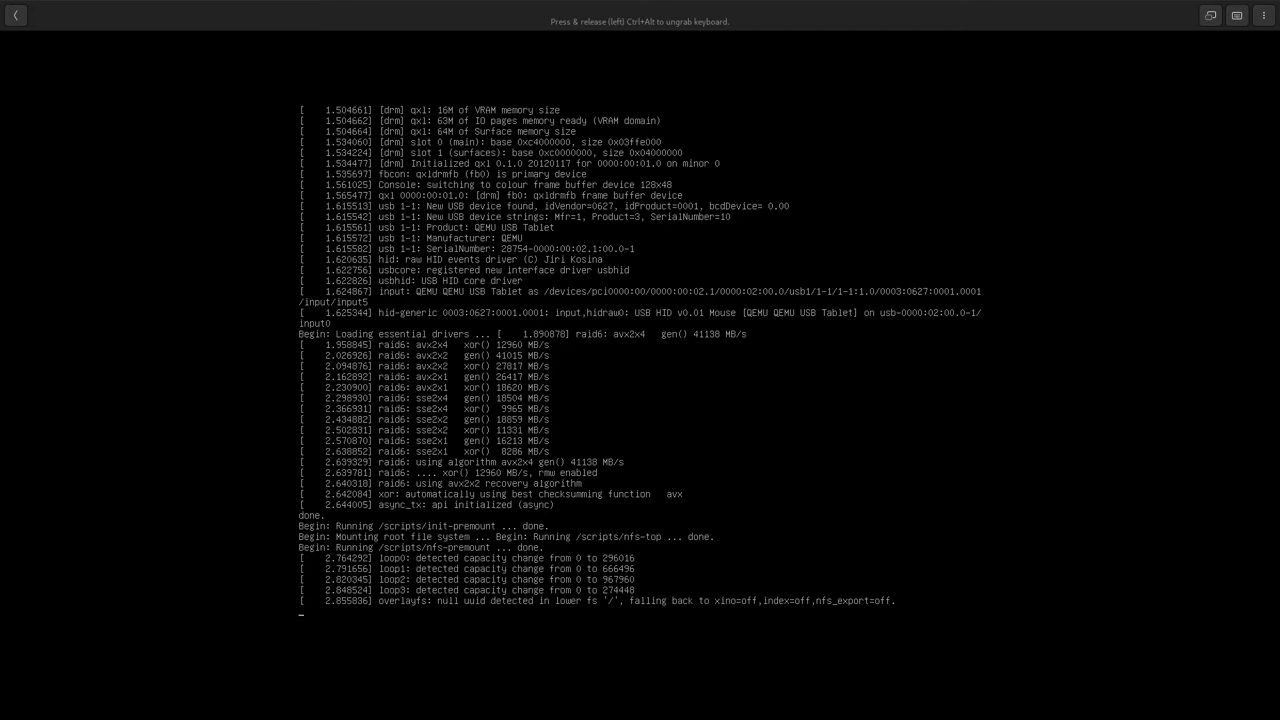 Press & release (left) Ctrl+Alt to ungrab keyboard.
[    1.504661] [drm] qxl: 16M of VRAM memory size
[    1.504662] [drm] qxl: 63M of IO pages memory ready (VRAM domain)
[    1.504664] [drm] qxl: 64M of Surface memory size
[    1.534060] [drm] slot 0 (main): base 0xc4000000, size 0x03ffe000
[    1.534224] [drm] slot 1 (surfaces): base 0xc0000000, size 0x04000000
[    1.534477] [drm] Initialized qxl 0.1.0 20120117 for 0000:00:01.0 on minor 0
[    1.535697] fbcon: qxldrmfb (fb0) is primary device
[    1.561025] Console: switching to colour frame buffer device 128x48
[    1.565477] qxl 0000:00:01.0: [drm] fb0: qxldrmfb frame buffer device
[    1.615513] usb 1-1: New USB device found, idVendor=0627, idProduct=0001, bcdDevice= 0.00
[    1.615542] usb 1-1: New USB device strings: Mfr=1, Product=3, SerialNumber=10
[    1.615561] usb 1-1: Product: QEMU USB Tablet
[    1.615572] usb 1-1: Manufacturer: QEMU
[    1.615582] usb 1-1: SerialNumber: 28754-0000:00:02.1:00.0-1
[    1.620635] hid: raw HID events driver (C) Jiri Kosina
[    1.622756] usbcore: registered new interface driver usbhid
[    1.622826] usbhid: USB HID core driver
[    1.624867] input: QEMU QEMU USB Tablet as /devices/pci0000:00/0000:00:02.1/0000:02:00.0/usb1/1-1/1-1:1.0/0003:0627:0001.0001
/input/input5
[    1.625344] hid-generic 0003:0627:0001.0001: input,hidraw0: USB HID v0.01 Mouse [QEMU QEMU USB Tablet] on usb-0000:02:00.0-1/
input0
Begin: Loading essential drivers ... [    1.890878] raid6: avx2x4   gen() 41138 MB/s
[    1.958845] raid6: avx2x4   xor() 12960 MB/s
[    2.026926] raid6: avx2x2   gen() 41015 MB/s
[    2.094876] raid6: avx2x2   xor() 27817 MB/s
[    2.162892] raid6: avx2x1   gen() 26417 MB/s
[    2.230900] raid6: avx2x1   xor() 18620 MB/s
[    2.298930] raid6: sse2x4   gen() 18504 MB/s
[    2.366931] raid6: sse2x4   xor()  9965 MB/s
[    2.434882] raid6: sse2x2   gen() 18859 MB/s
[    2.502831] raid6: sse2x2   xor() 11331 MB/s
[    2.570870] raid6: sse2x1   gen() 16213 MB/s
[    2.638852] raid6: sse2x1   xor()  8286 MB/s
[    2.639329] raid6: using algorithm avx2x4 gen() 41138 MB/s
[    2.639781] raid6: .... xor() 12960 MB/s, rmw enabled
[    2.640318] raid6: using avx2x2 recovery algorithm
[    2.642084] xor: automatically using best checksumming function   avx
[    2.644005] async_tx: api initialized (async)
done.
Begin: Running /scripts/init-premount ... done.
Begin: Mounting root file system ... Begin: Running /scripts/nfs-top ... done.
Begin: Running /scripts/nfs-premount ... done.
[    2.764292] loop0: detected capacity change from 0 to 296016
[    2.791656] loop1: detected capacity change from 0 to 666496
[    2.820345] loop2: detected capacity change from 0 to 967960
[    2.848524] loop3: detected capacity change from 0 to 274448
[    2.855836] overlayfs: null uuid detected in lower fs '/', falling back to xino=off,index=off,nfs_export=off.